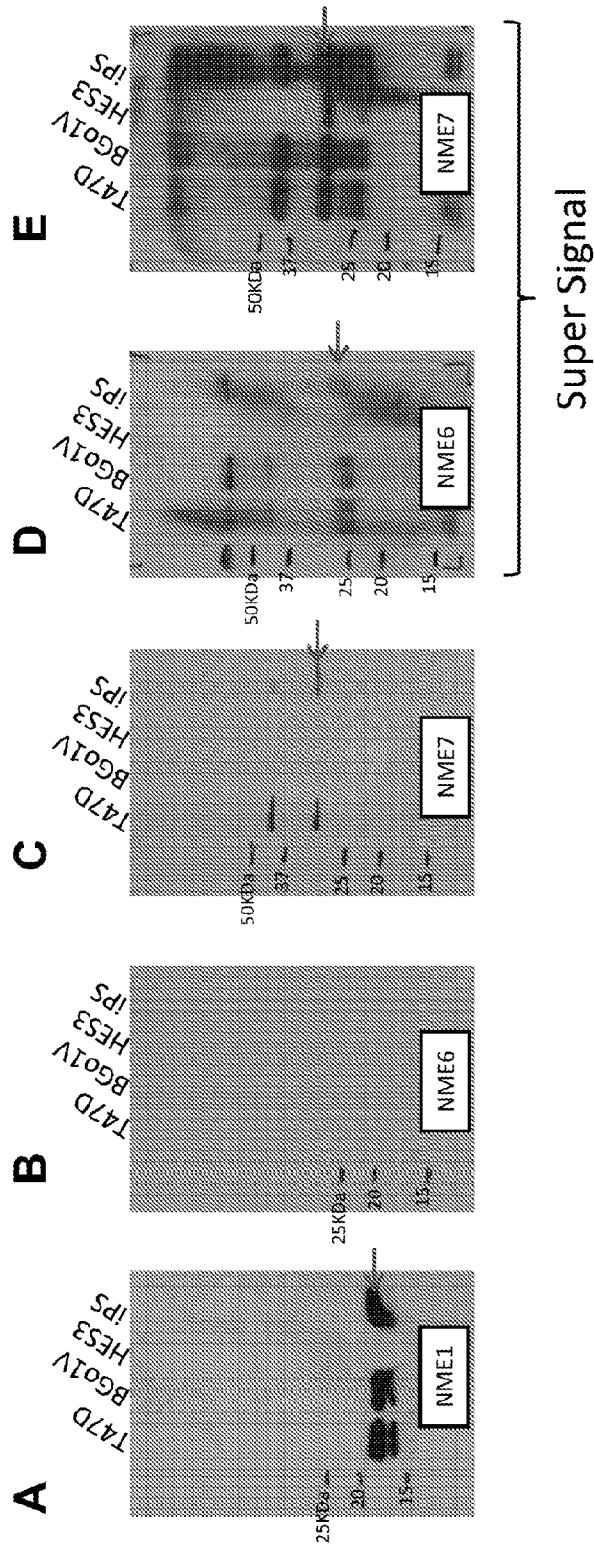 A
T47D
BGo1V
HES3
iPS
25KDa
20
15
NME1
B
T47D
BGo1V
HES3
iPS
25KDa
20
15
NME6
C
T47D
BGo1V
HES3
iPS
50KDa
37
25
20
15
NME7
D
T47D
BGo1V
HES3
iPS
50KDa
37
25
20
15
NME6
E
T47D
BGo1V
HES3
iPS
50KDa
37
25
20
15
NME7
Super Signal